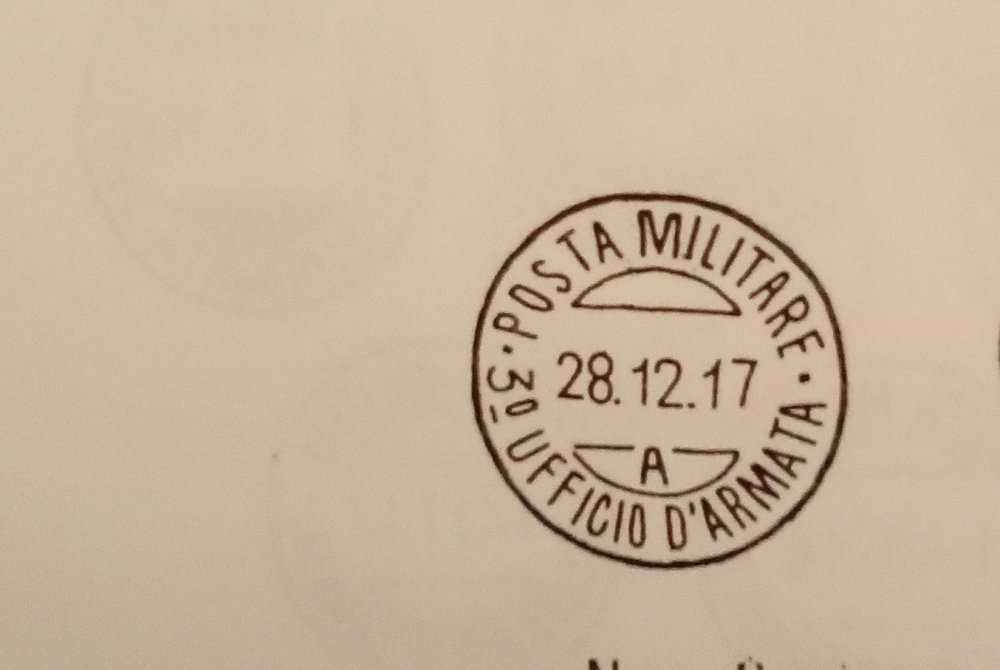 POSTA MILITARE
28.12.17
A
3º UFFICIO D'ARMATA